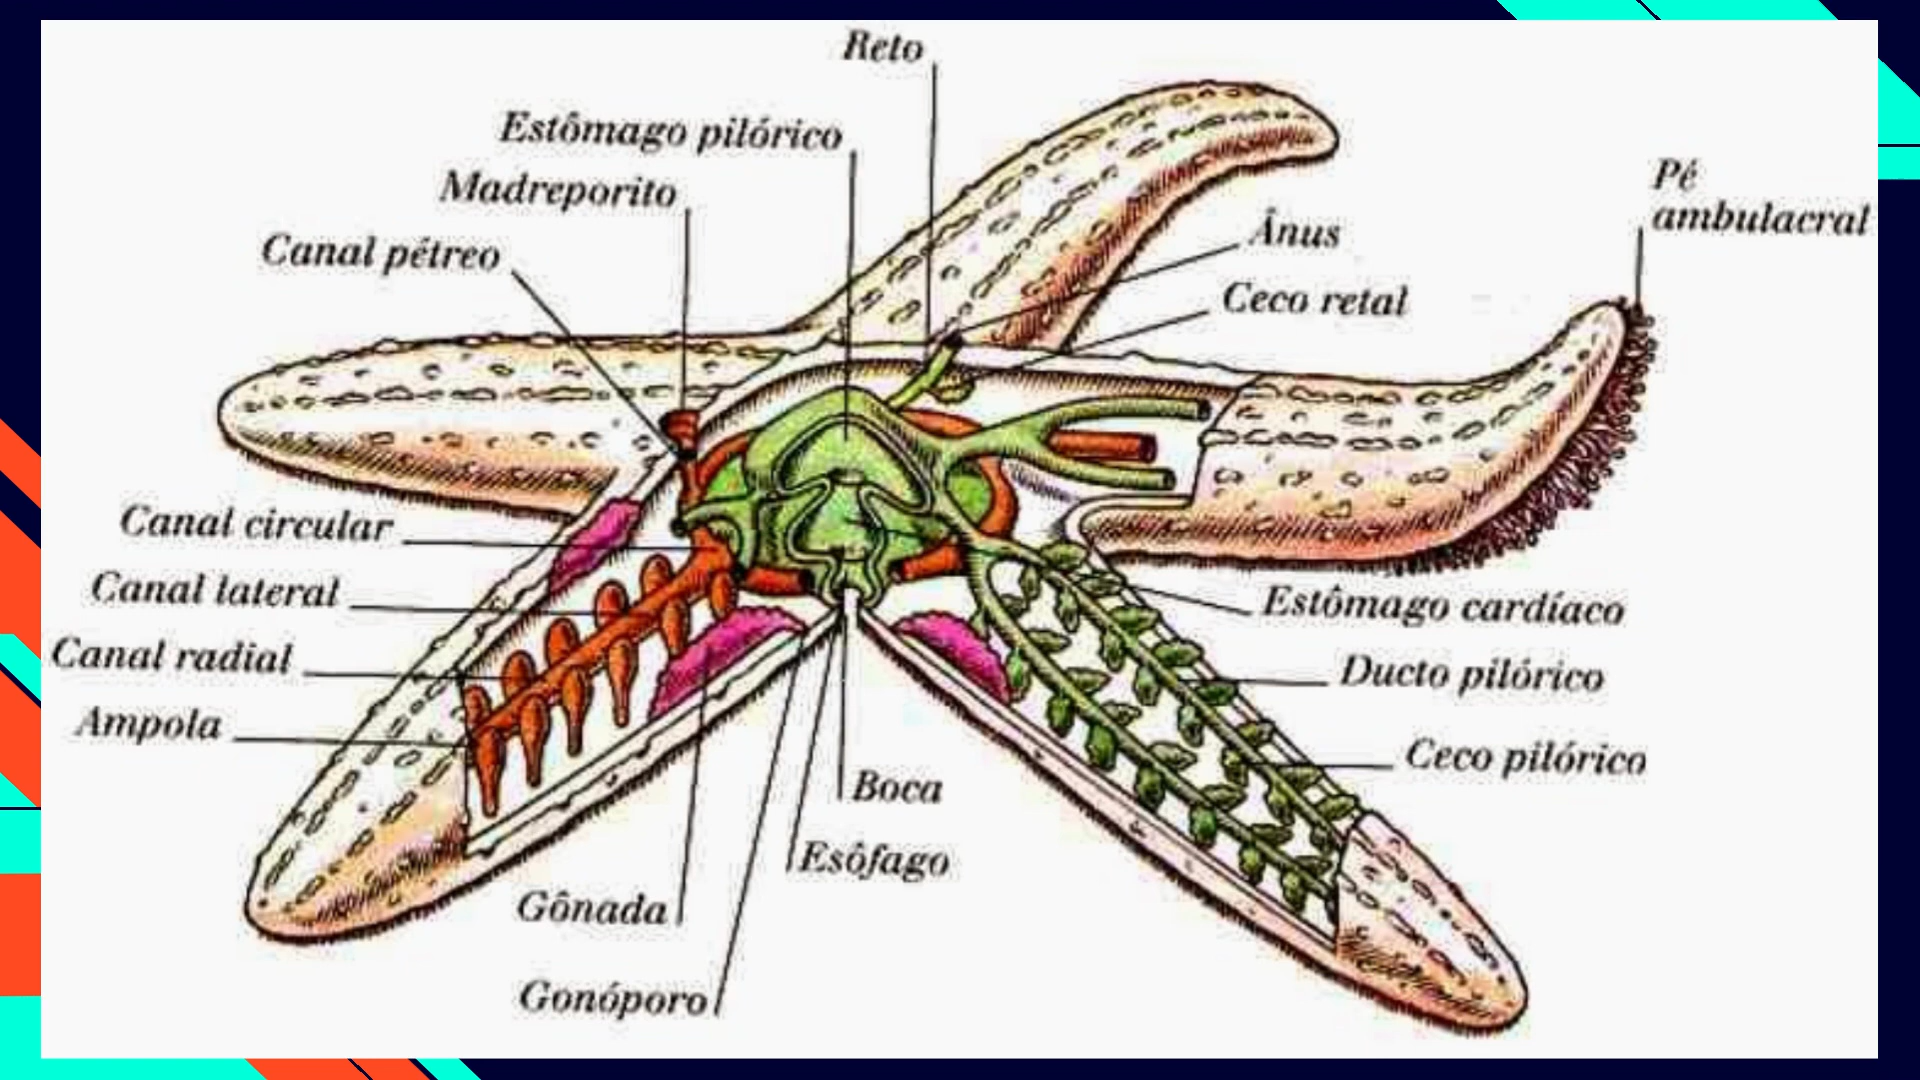 Reto
Estômago pilórico
Madreporito
Canal pétreo
Pé
ambulacral
Ânus
Ceco retal
Canal circular
Canal lateral
Canal radial
Ampola
Estômago cardíaco
Ducto pilórico
Ceco pilórico
Boca
Esôfago
Gônada
Gonóporo